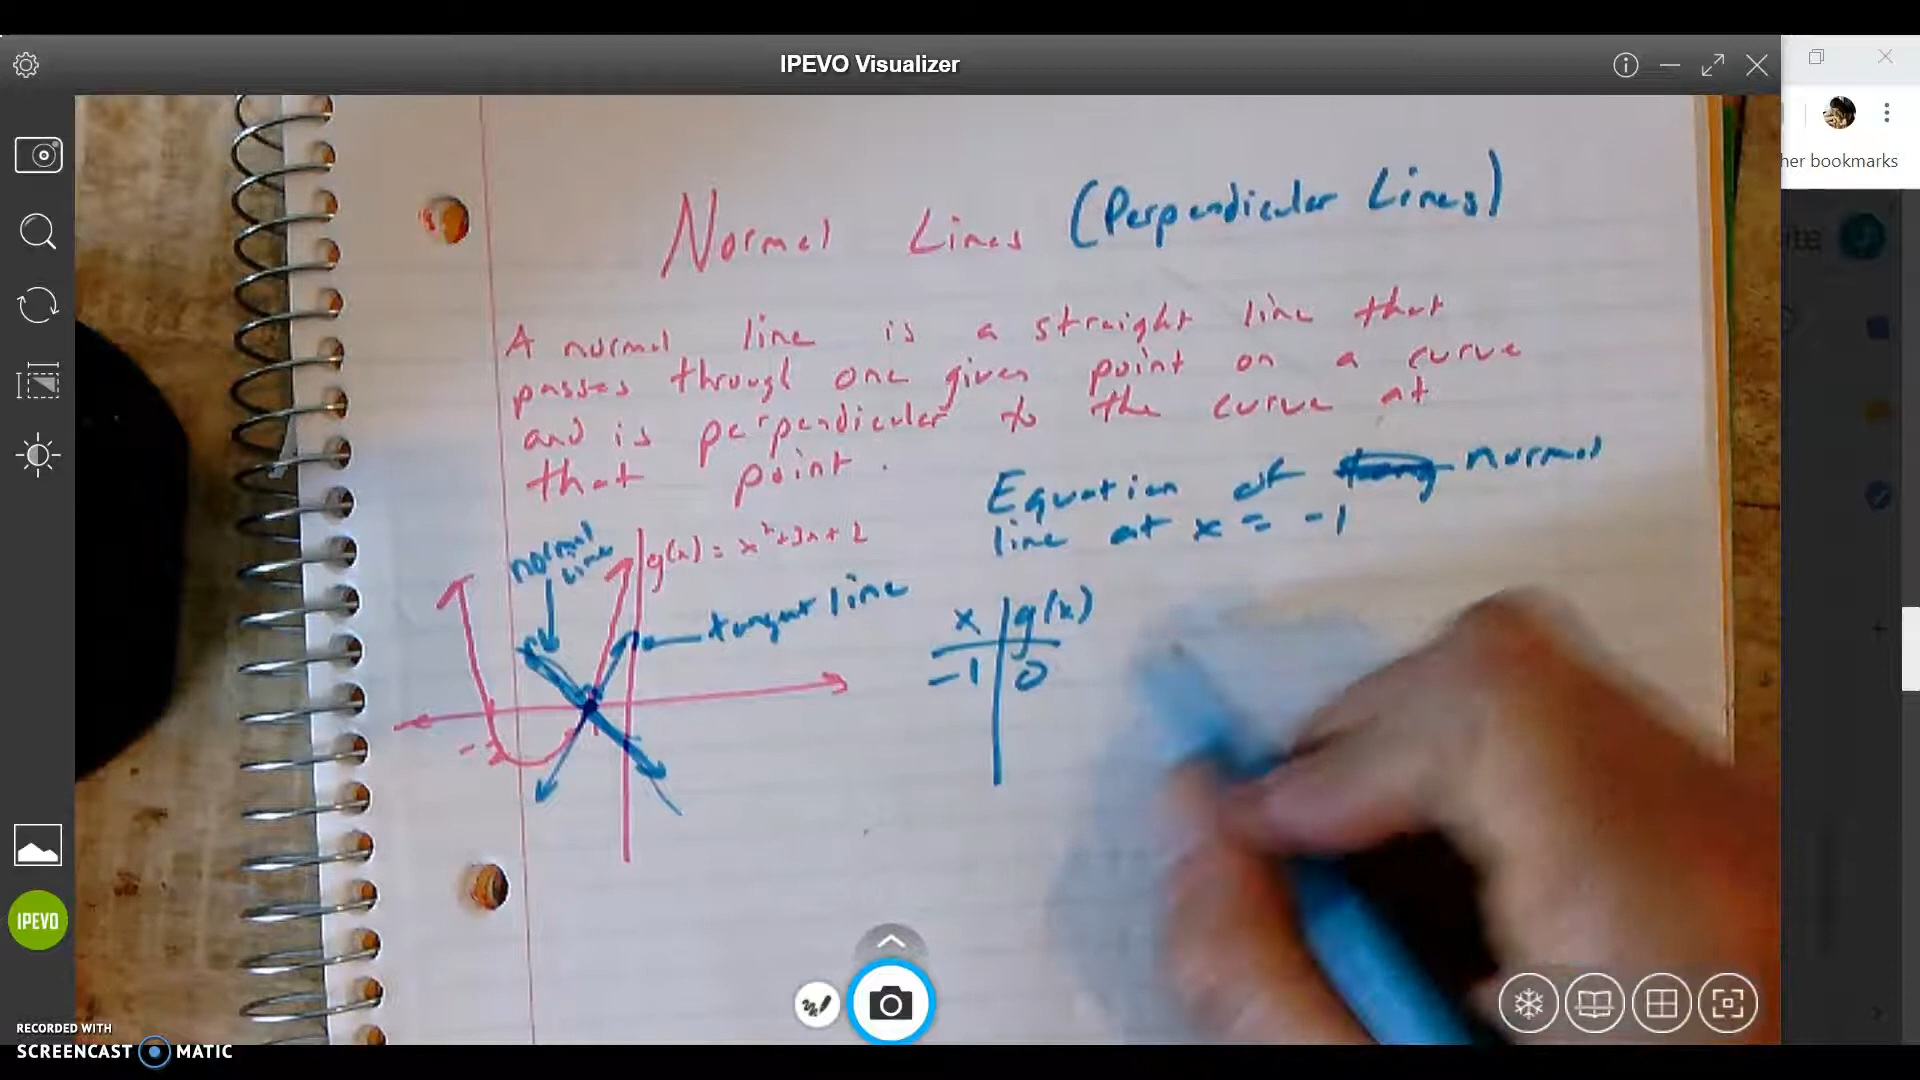 IPEVO Visualizer
her bookmarks
Normal Lines (Perpendicular Lines)
A normal line is a straight line that
passes through one given point on a curve
and is perpendicular to the curve at
that point.
Equation of normal
line at x = -1
normal
line
g(x) = x²+3x+2
tangent line
x | g(x)
-1 | 0
-2
-1
IPEVO
RECORDED WITH
SCREENCAST MATIC